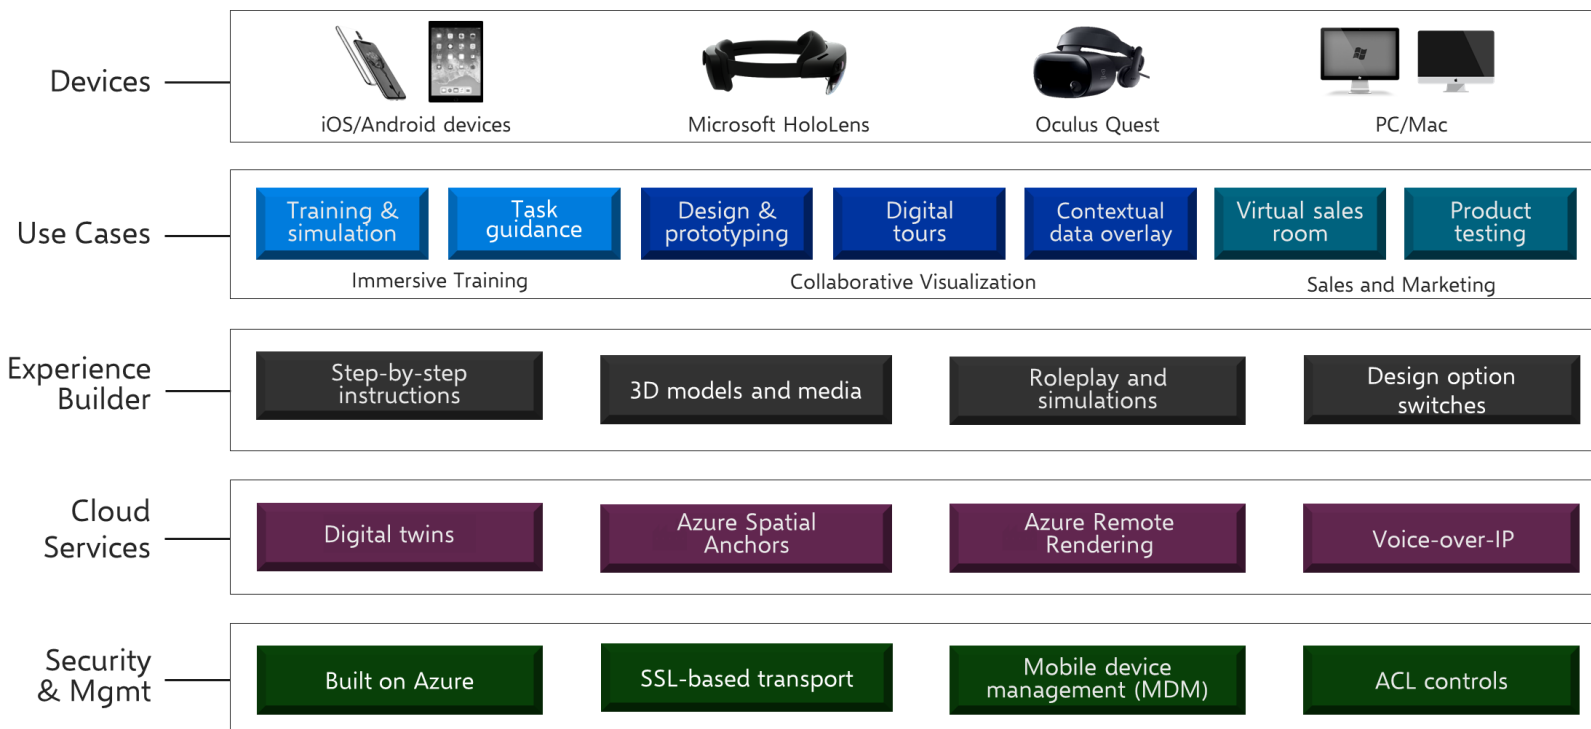 Devices
iOS/Android devices
Microsoft HoloLens
Oculus Quest
PC/Mac
Use Cases
Training &
simulation
Task
guidance
Design &
prototyping
Digital
tours
Contextual
data overlay
Virtual sales
room
Product
testing
Immersive Training
Collaborative Visualization
Sales and Marketing
Experience
Builder
Step-by-step
instructions
3D models and media
Roleplay and
simulations
Design option
switches
Cloud
Services
Digital twins
Azure Spatial
Anchors
Azure Remote
Rendering
Voice-over-IP
Security
& Mgmt
Built on Azure
SSL-based transport
Mobile device
management (MDM)
ACL controls